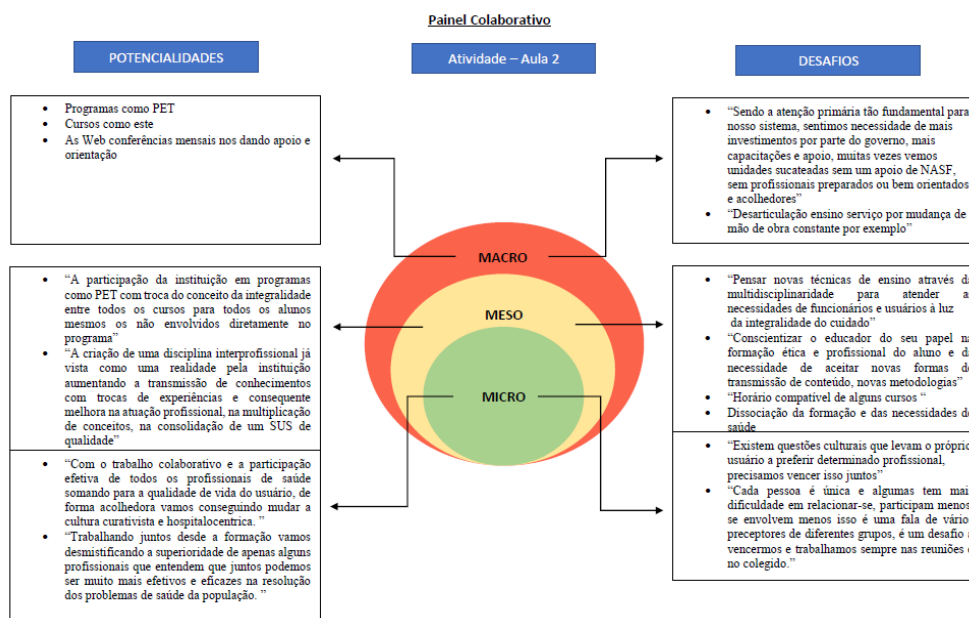 Painel Colaborativo
POTENCIALIDADES
Atividade – Aula 2
DESAFIOS
• Programas como PET
• Cursos como este
• As Web conferências mensais nos dando apoio e
orientação
• “Sendo a atenção primária tão fundamental para
nosso sistema, sentimos necessidade de mais
investimentos por parte do governo, mais
capacitações e apoio, muitas vezes vemos
unidades sucateadas sem um apoio de NASF,
sem profissionais preparados ou bem orientados
e acolhedores”
• “Desarticulação ensino serviço por mudança de
mão de obra constante por exemplo”
MACRO
MESO
MICRO
• “A participação da instituição em programas
como PET com troca do conceito da integralidade
entre todos os cursos para todos os alunos
mesmos os não envolvidos diretamente no
programa”
• “A criação de uma disciplina interprofissional já
vista como uma realidade pela instituição
aumentando a transmissão de conhecimentos
com trocas de experiências e consequente
melhora na atuação profissional, na multiplicação
de conceitos, na consolidação de um SUS de
qualidade”
• “Pensar novas técnicas de ensino através da
multidisciplinaridade para atender a
necessidades de funcionários e usuários à luz
da integralidade do cuidado”
• “Conscientizar o educador do seu papel na
formação ética e profissional do aluno e da
necessidade de aceitar novas formas de
transmissão de conteúdo, novas metodologias”
• “Horário compatível de alguns cursos “
• Dissociação da formação e das necessidades de
saúde
• “Com o trabalho colaborativo e a participação
efetiva de todos os profissionais de saúde
somando para a qualidade de vida do usuário, de
forma acolhedora vamos conseguindo mudar a
cultura curativista e hospitalocentrica. ”
• “Trabalhando juntos desde a formação vamos
desmistificando a superioridade de apenas alguns
profissionais que entendem que juntos podemos
ser muito mais efetivos e eficazes na resolução
dos problemas de saúde da população. ”
• “Existem questões culturais que levam o próprio
usuário a preferir determinado profissional,
precisamos vencer isso juntos”
• “Cada pessoa é única e algumas tem mai
dificuldade em relacionar-se, participam menos
se envolvem menos isso é uma fala de vário
preceptores de diferentes grupos, é um desafio a
vencermos e trabalhamos sempre nas reuniões e
no colegido.”